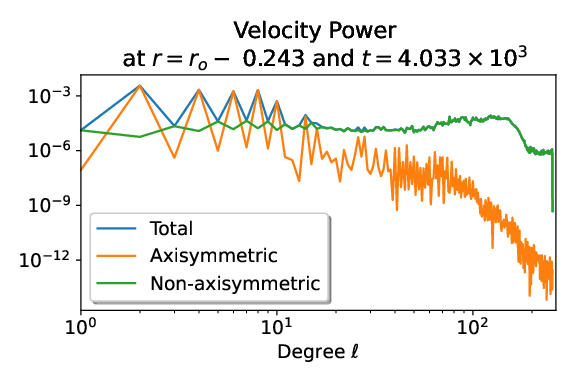 Velocity Power
at r = r_o − 0.243 and t = 4.033 × 10^3
10^−3
10^−6
10^−9
10^−12
Total
Axisymmetric
Non-axisymmetric
10^0
10^1
10^2
Degree ℓ